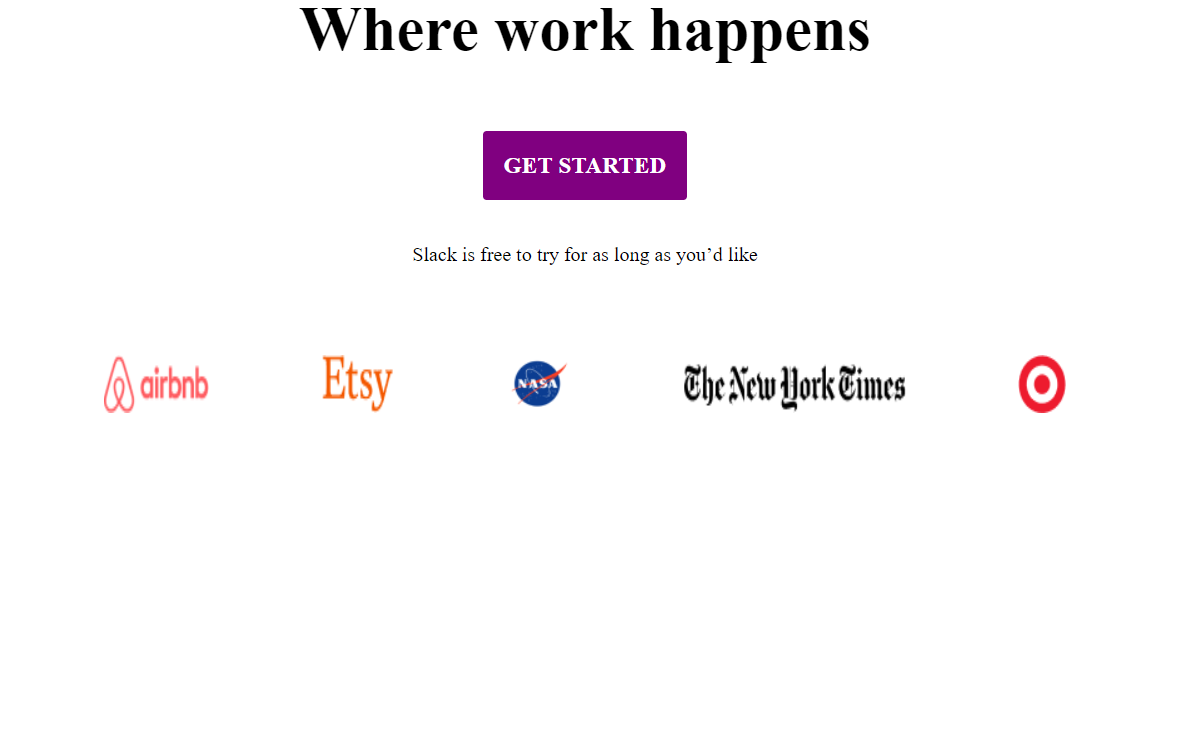 Where work happens
GET STARTED
Slack is free to try for as long as you’d like
airbnb Etsy NASA The New York Times